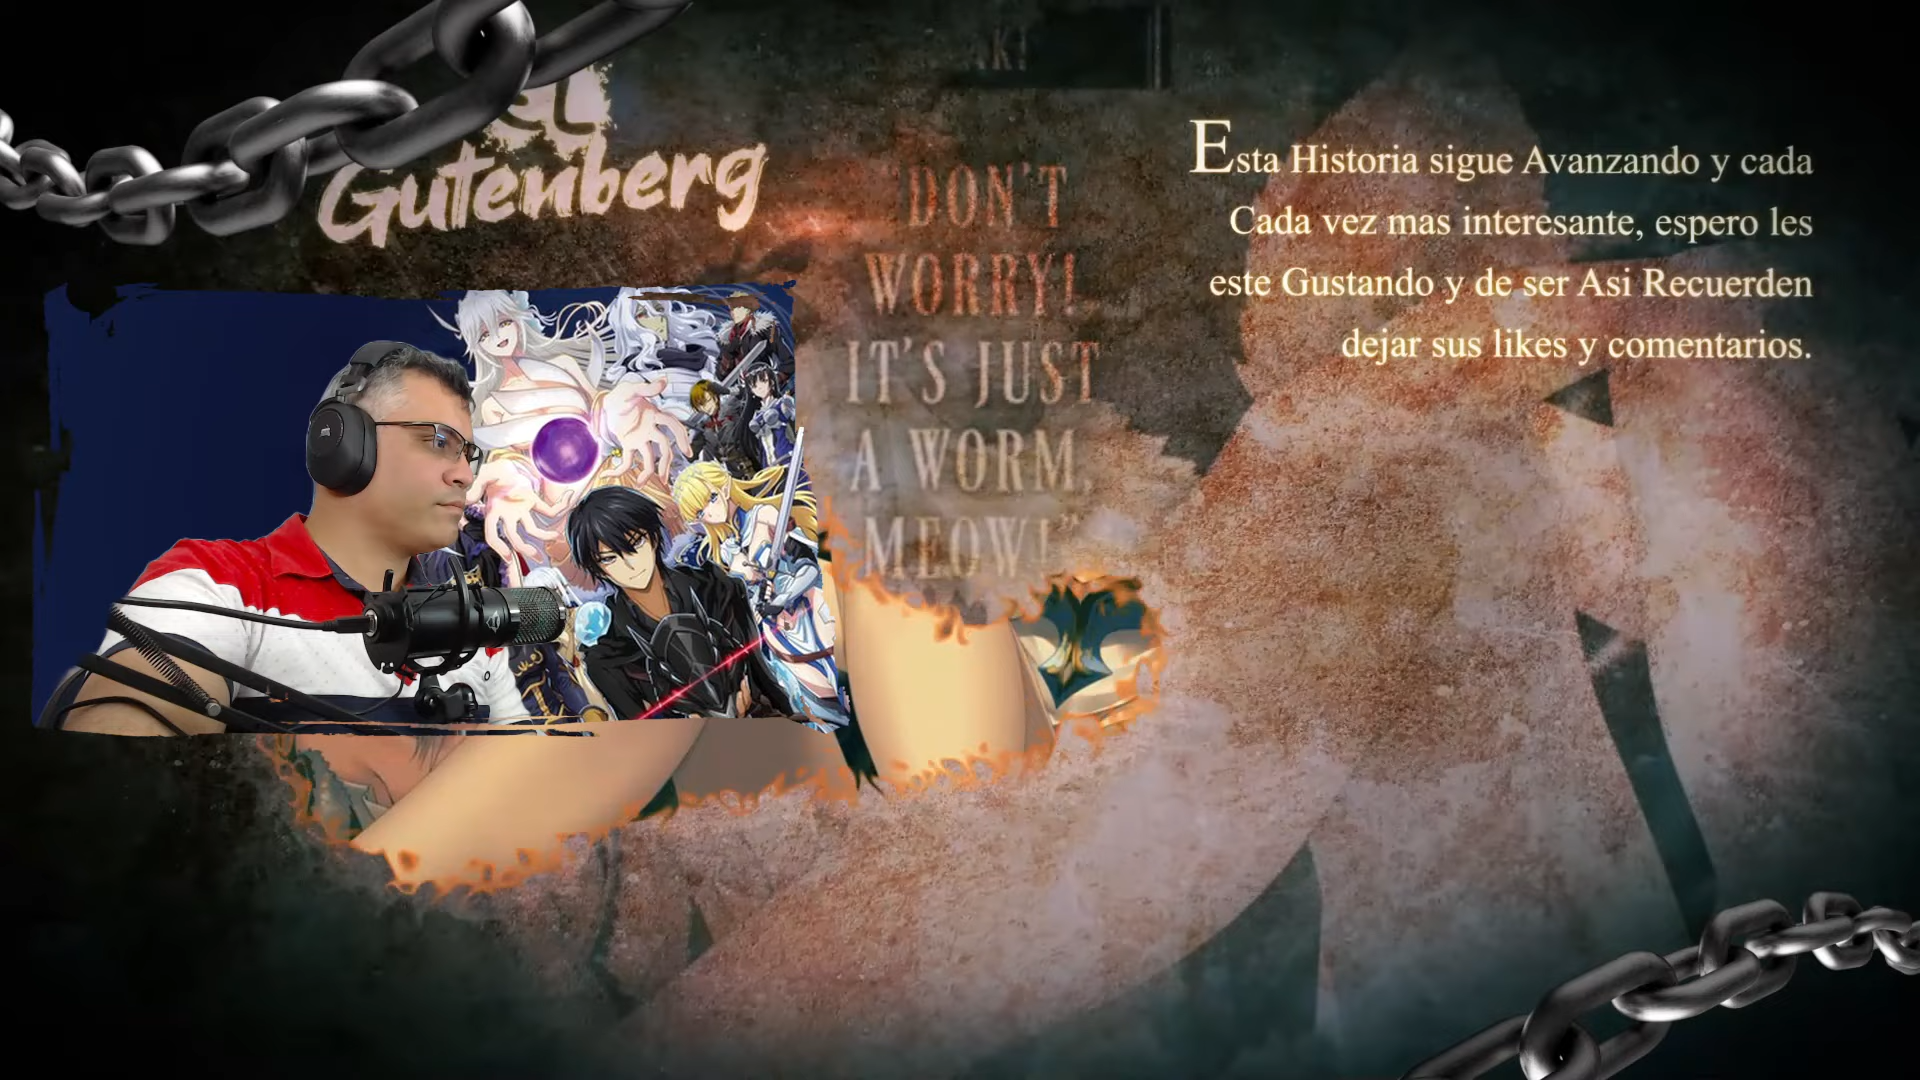 el
Gutenberg
"DON'T
WORRY!
IT'S JUST
A WORM,
MEOW!"
Esta Historia sigue Avanzando y cada
Cada vez mas interesante, espero les
este Gustando y de ser Asi Recuerden
dejar sus likes y comentarios.